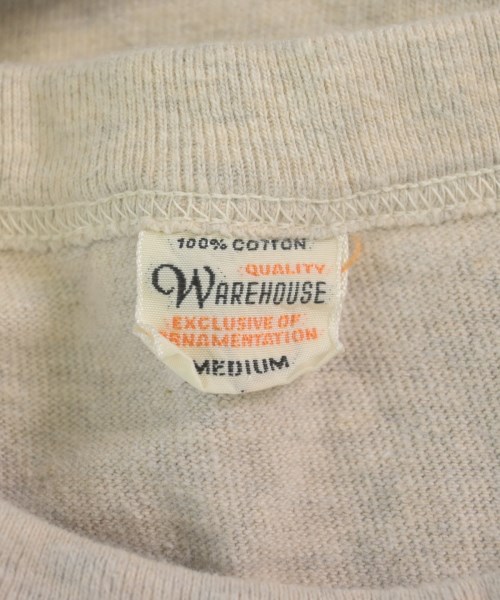 100% COTTON
QUALITY
WAREHOUSE
EXCLUSIVE OF
ORNAMENTATION
MEDIUM